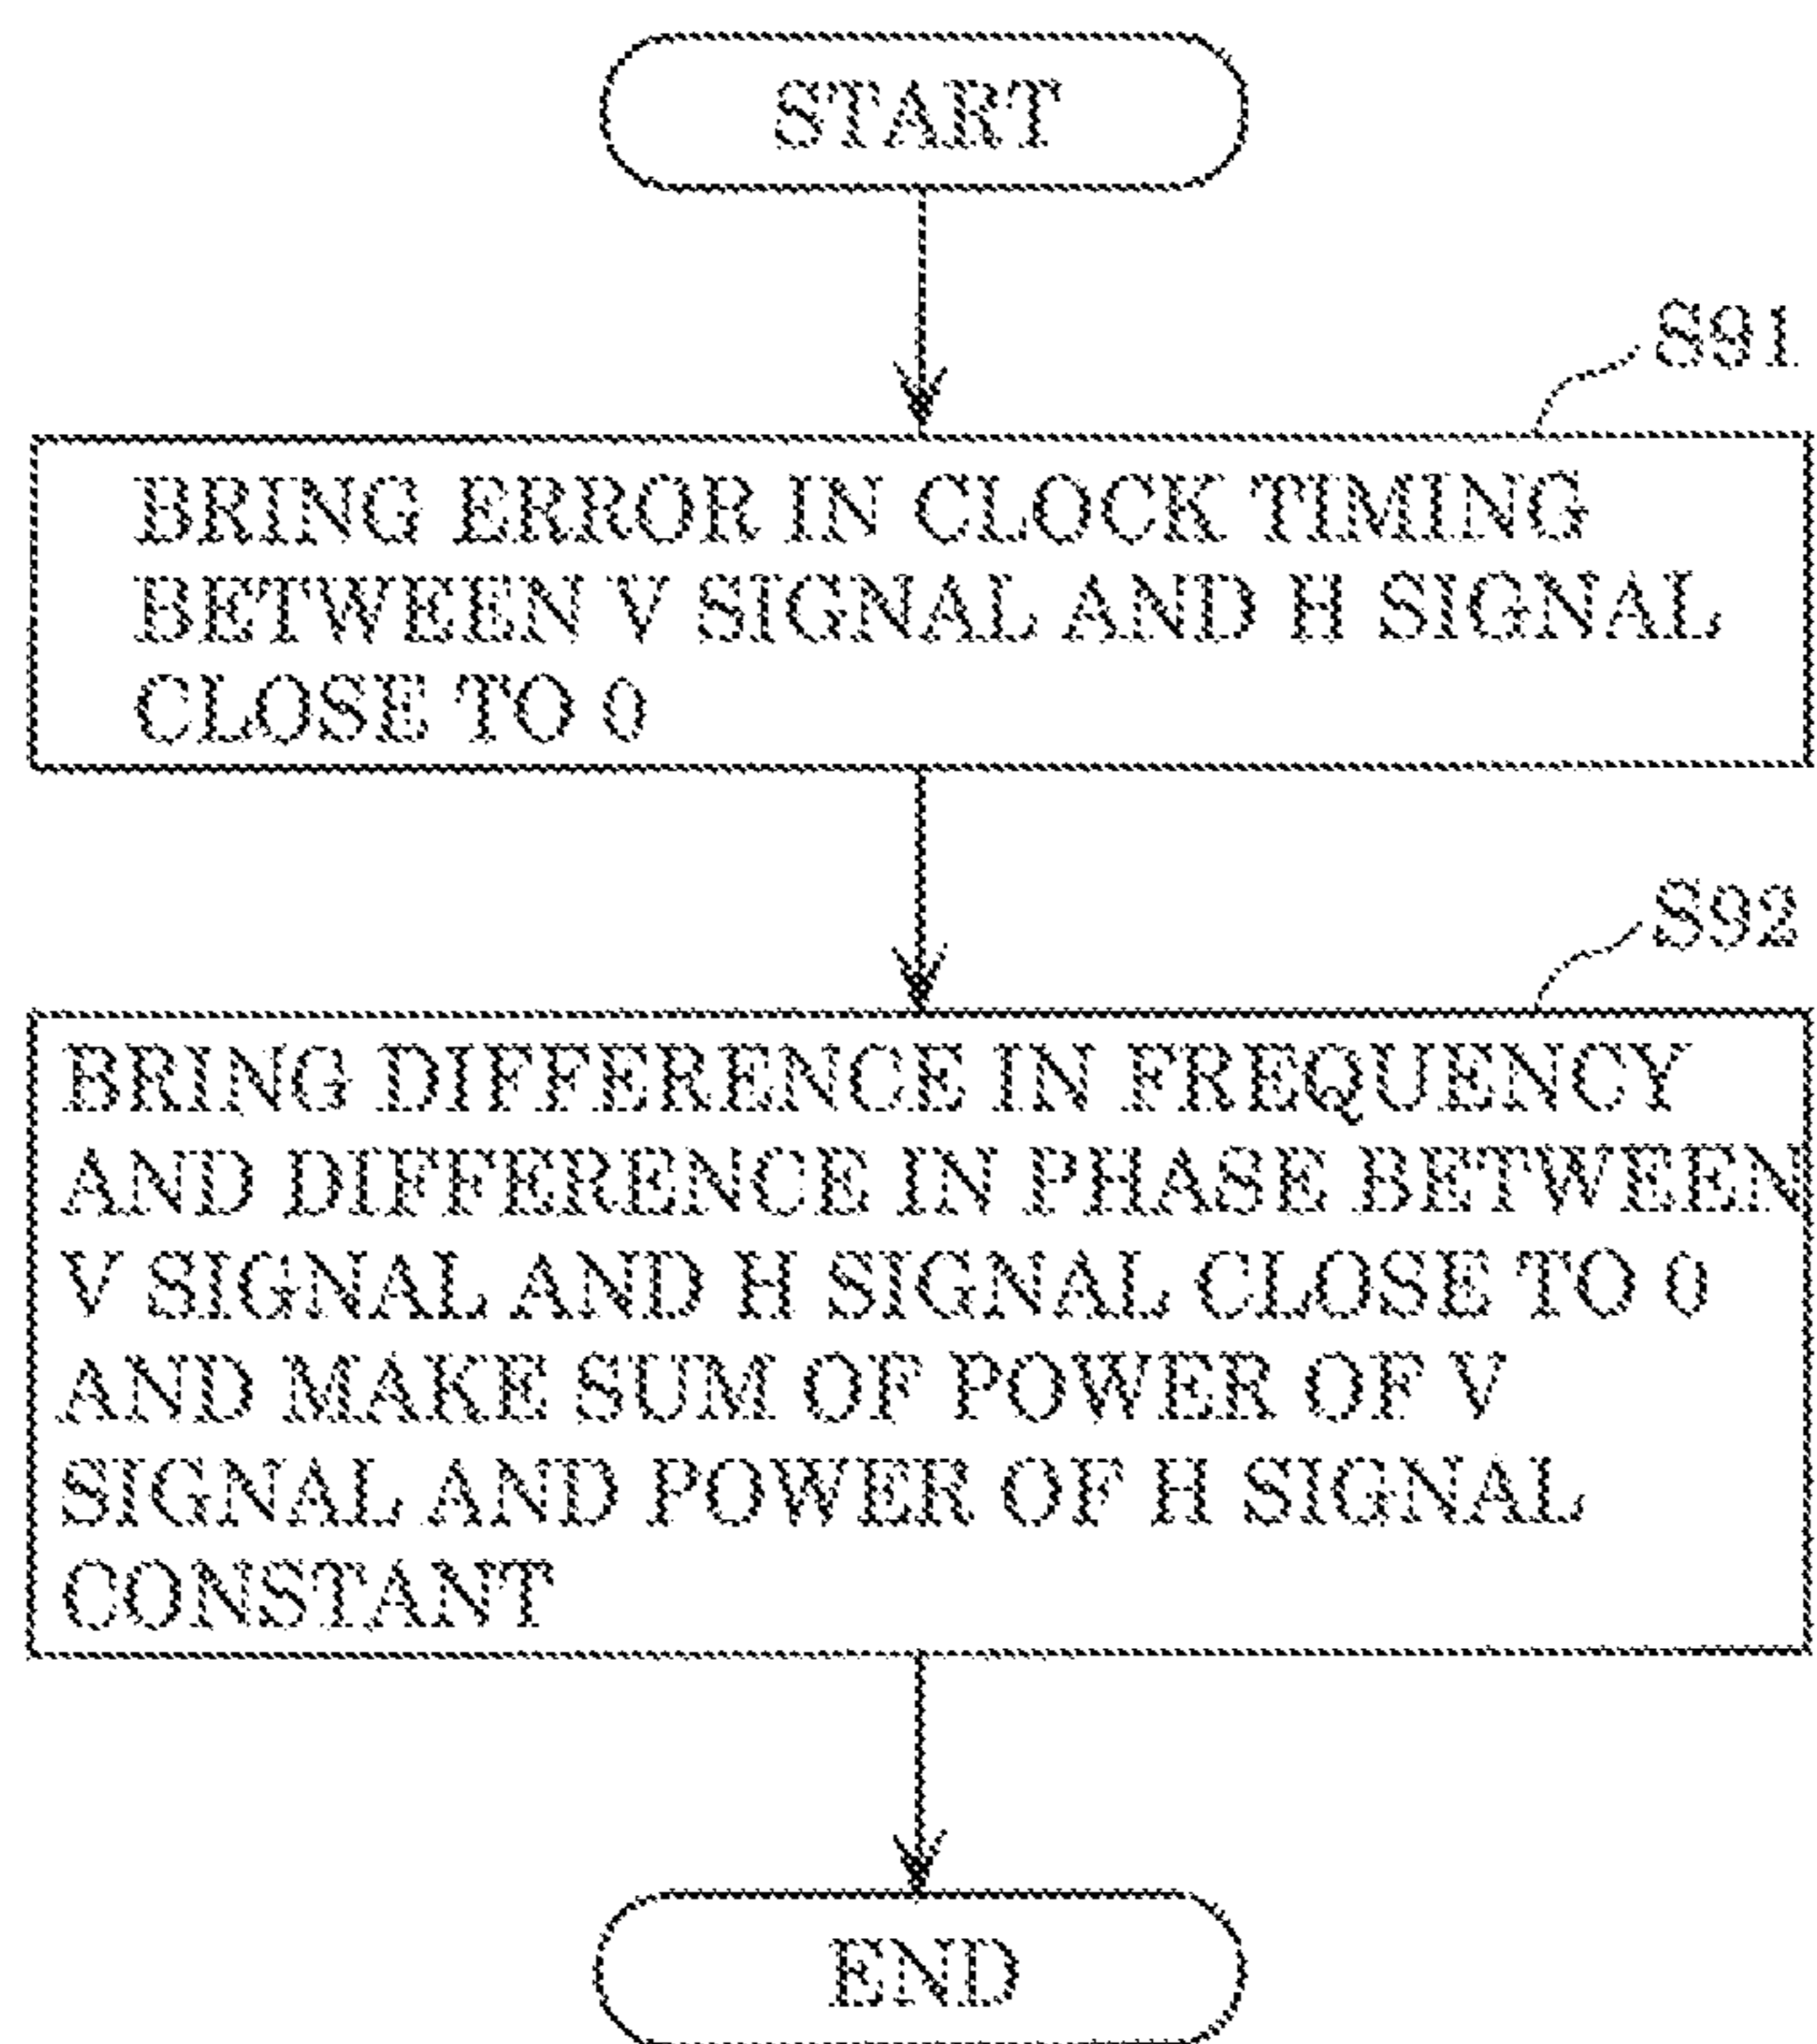 START
S91
BRING ERROR IN CLOCK TIMING
BETWEEN V SIGNAL AND H SIGNAL
CLOSE TO 0
S92
BRING DIFFERENCE IN FREQUENCY
AND DIFFERENCE IN PHASE BETWEEN
V SIGNAL AND H SIGNAL CLOSE TO 0
AND MAKE SUM OF POWER OF V
SIGNAL AND POWER OF H SIGNAL
CONSTANT
END